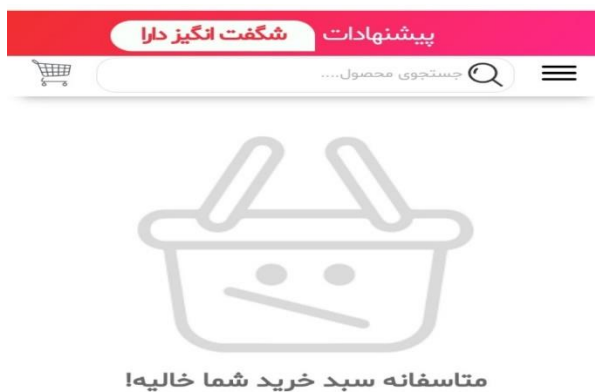 پیشنهادات شگفت انگیز دارا
جستجوی محصول....
متاسفانه سبد خرید شما خالیه!